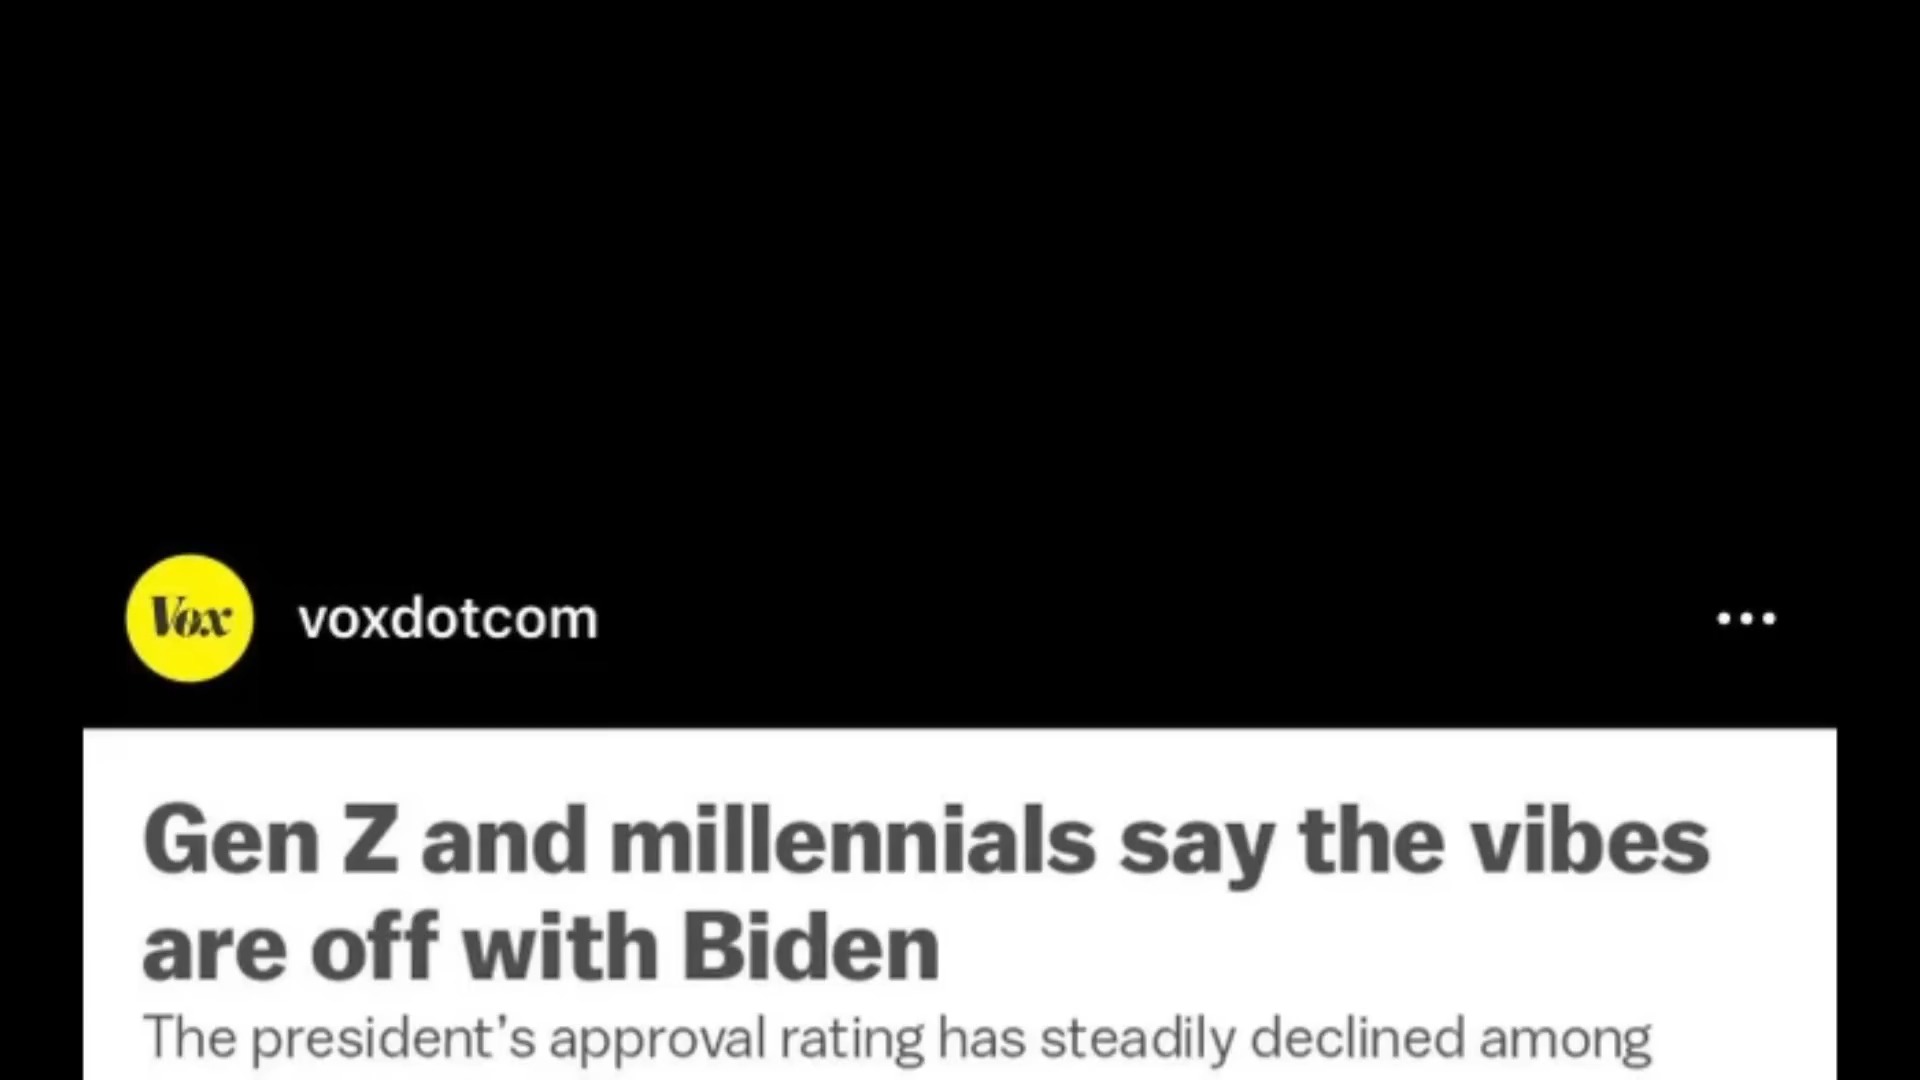 Vox
voxdotcom
Gen Z and millennials say the vibes
are off with Biden
The president’s approval rating has steadily declined among